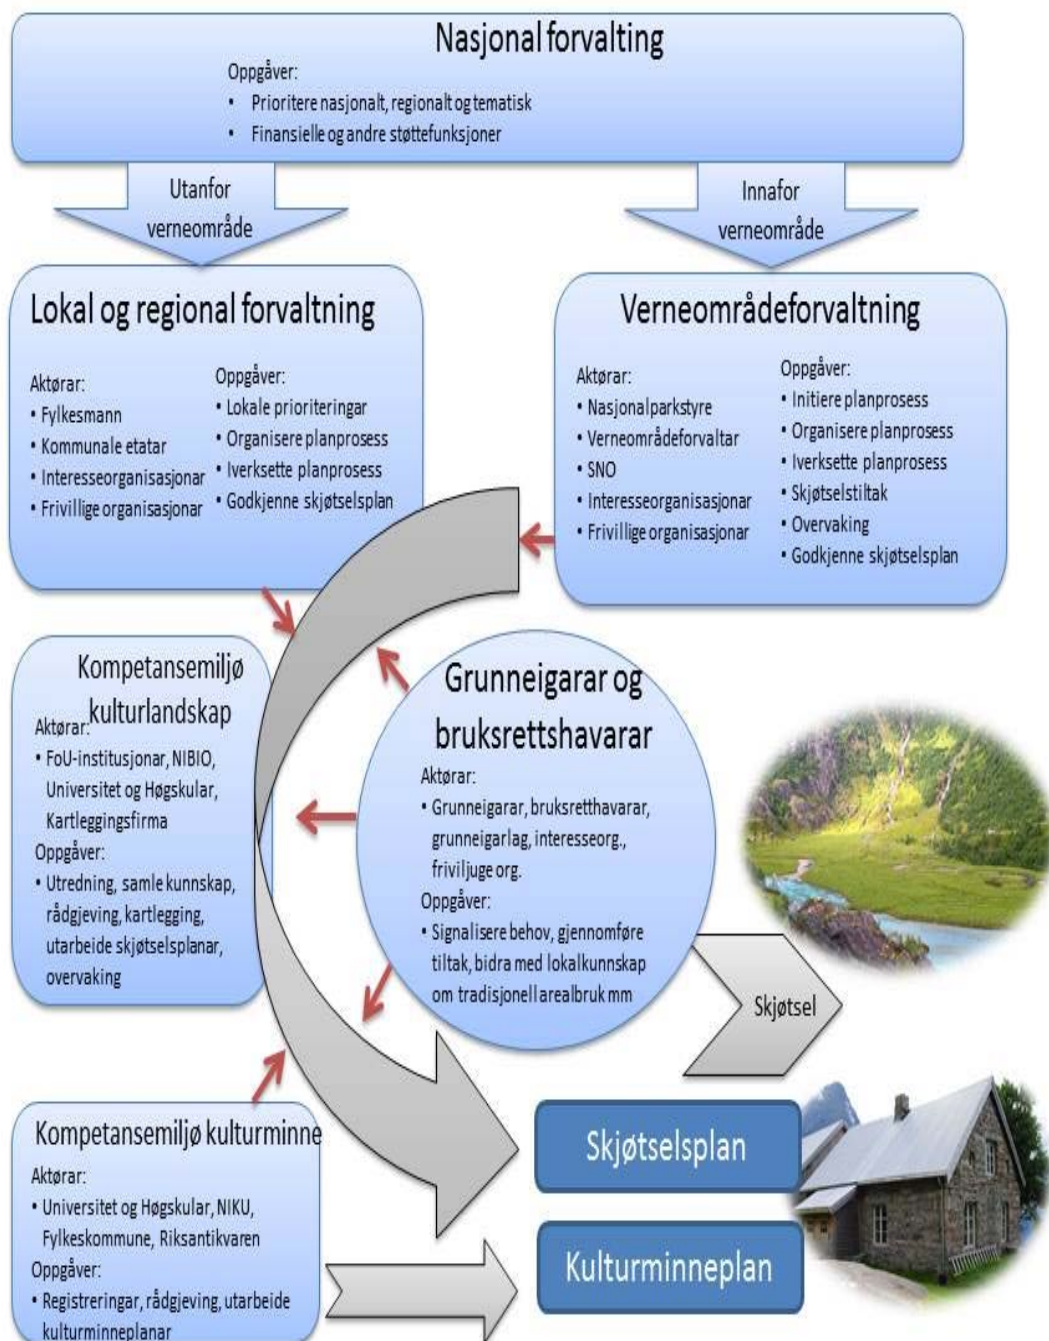 Nasjonal forvalting
Oppgåver:
• Prioritere nasjonalt, regionalt og tematisk
• Finansielle og andre støttefunksjoner
Utanfor
verneområde
Innafor
verneområde
Lokal og regional forvaltning
Aktørar:
• Fylkesmann
• Kommunale etatar
• Interesseorganisasjonar
• Frivillige organisasjonar
Oppgåver:
• Lokale prioriteringar
• Organisere planprosess
• Iverksette planprosess
• Godkjenne skjøtselsplan
Verneområdeforvaltning
Aktørar:
• Nasjonalparkstyre
• Verneområdeforvaltar
• SNO
• Interesseorganisasjonar
• Frivillige organisasjonar
Oppgåver:
• Initiere planprosess
• Organisere planprosess
• Iverksette planprosess
• Skjøtselstiltak
• Overvaking
• Godkjenne skjøtselsplan
Kompetansemiljø
kulturlandskap
Aktørar:
• FoU-institusjonar, NIBIO,
Universitet og Høgskular,
Kartleggingsfirma
Oppgåver:
• Utredning, samle kunnskap,
rådgjeving, kartlegging,
utarbeide skjøtselsplanar,
overvaking
Grunneigarar og
bruksrettshavarar
Aktørar:
• Grunneigarar, bruksretthavarar,
grunneigarlag, interesseorg.,
friviljuge org.
Oppgåver:
• Signalisere behov, gjennomføre
tiltak, bidra med lokalkunnskap
om tradisjonell arealbruk mm
Skjøtsel
Kompetansemiljø kulturminne
Aktørar:
• Universitet og Høgskular, NIKU,
Fylkeskommune, Riksantikvaren
Oppgåver:
• Registreringar, rådgjeving, utarbeide
kulturminneplanar
Skjøtselsplan
Kulturminneplan